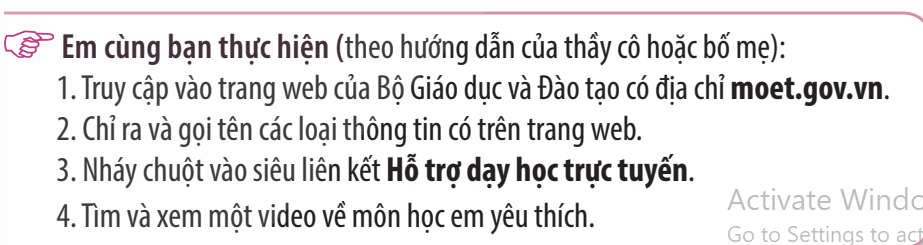 Em cùng bạn thực hiện (theo hướng dẫn của thầy cô hoặc bố mẹ):
1. Truy cập vào trang web của Bộ Giáo dục và Đào tạo có địa chỉ moet.gov.vn.
2. Chỉ ra và gọi tên các loại thông tin có trên trang web.
3. Nháy chuột vào siêu liên kết Hỗ trợ dạy học trực tuyến.
4. Tìm và xem một video về môn học em yêu thích.
Activate Windo
Go to Settings to act